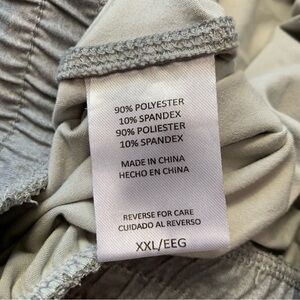 90% POLYESTER
10% SPANDEX
90% POLIESTER
10% SPANDEX
MADE IN CHINA
HECHO EN CHINA
REVERSE FOR CARE
CUIDADO AL REVERSO
XXL/EEG